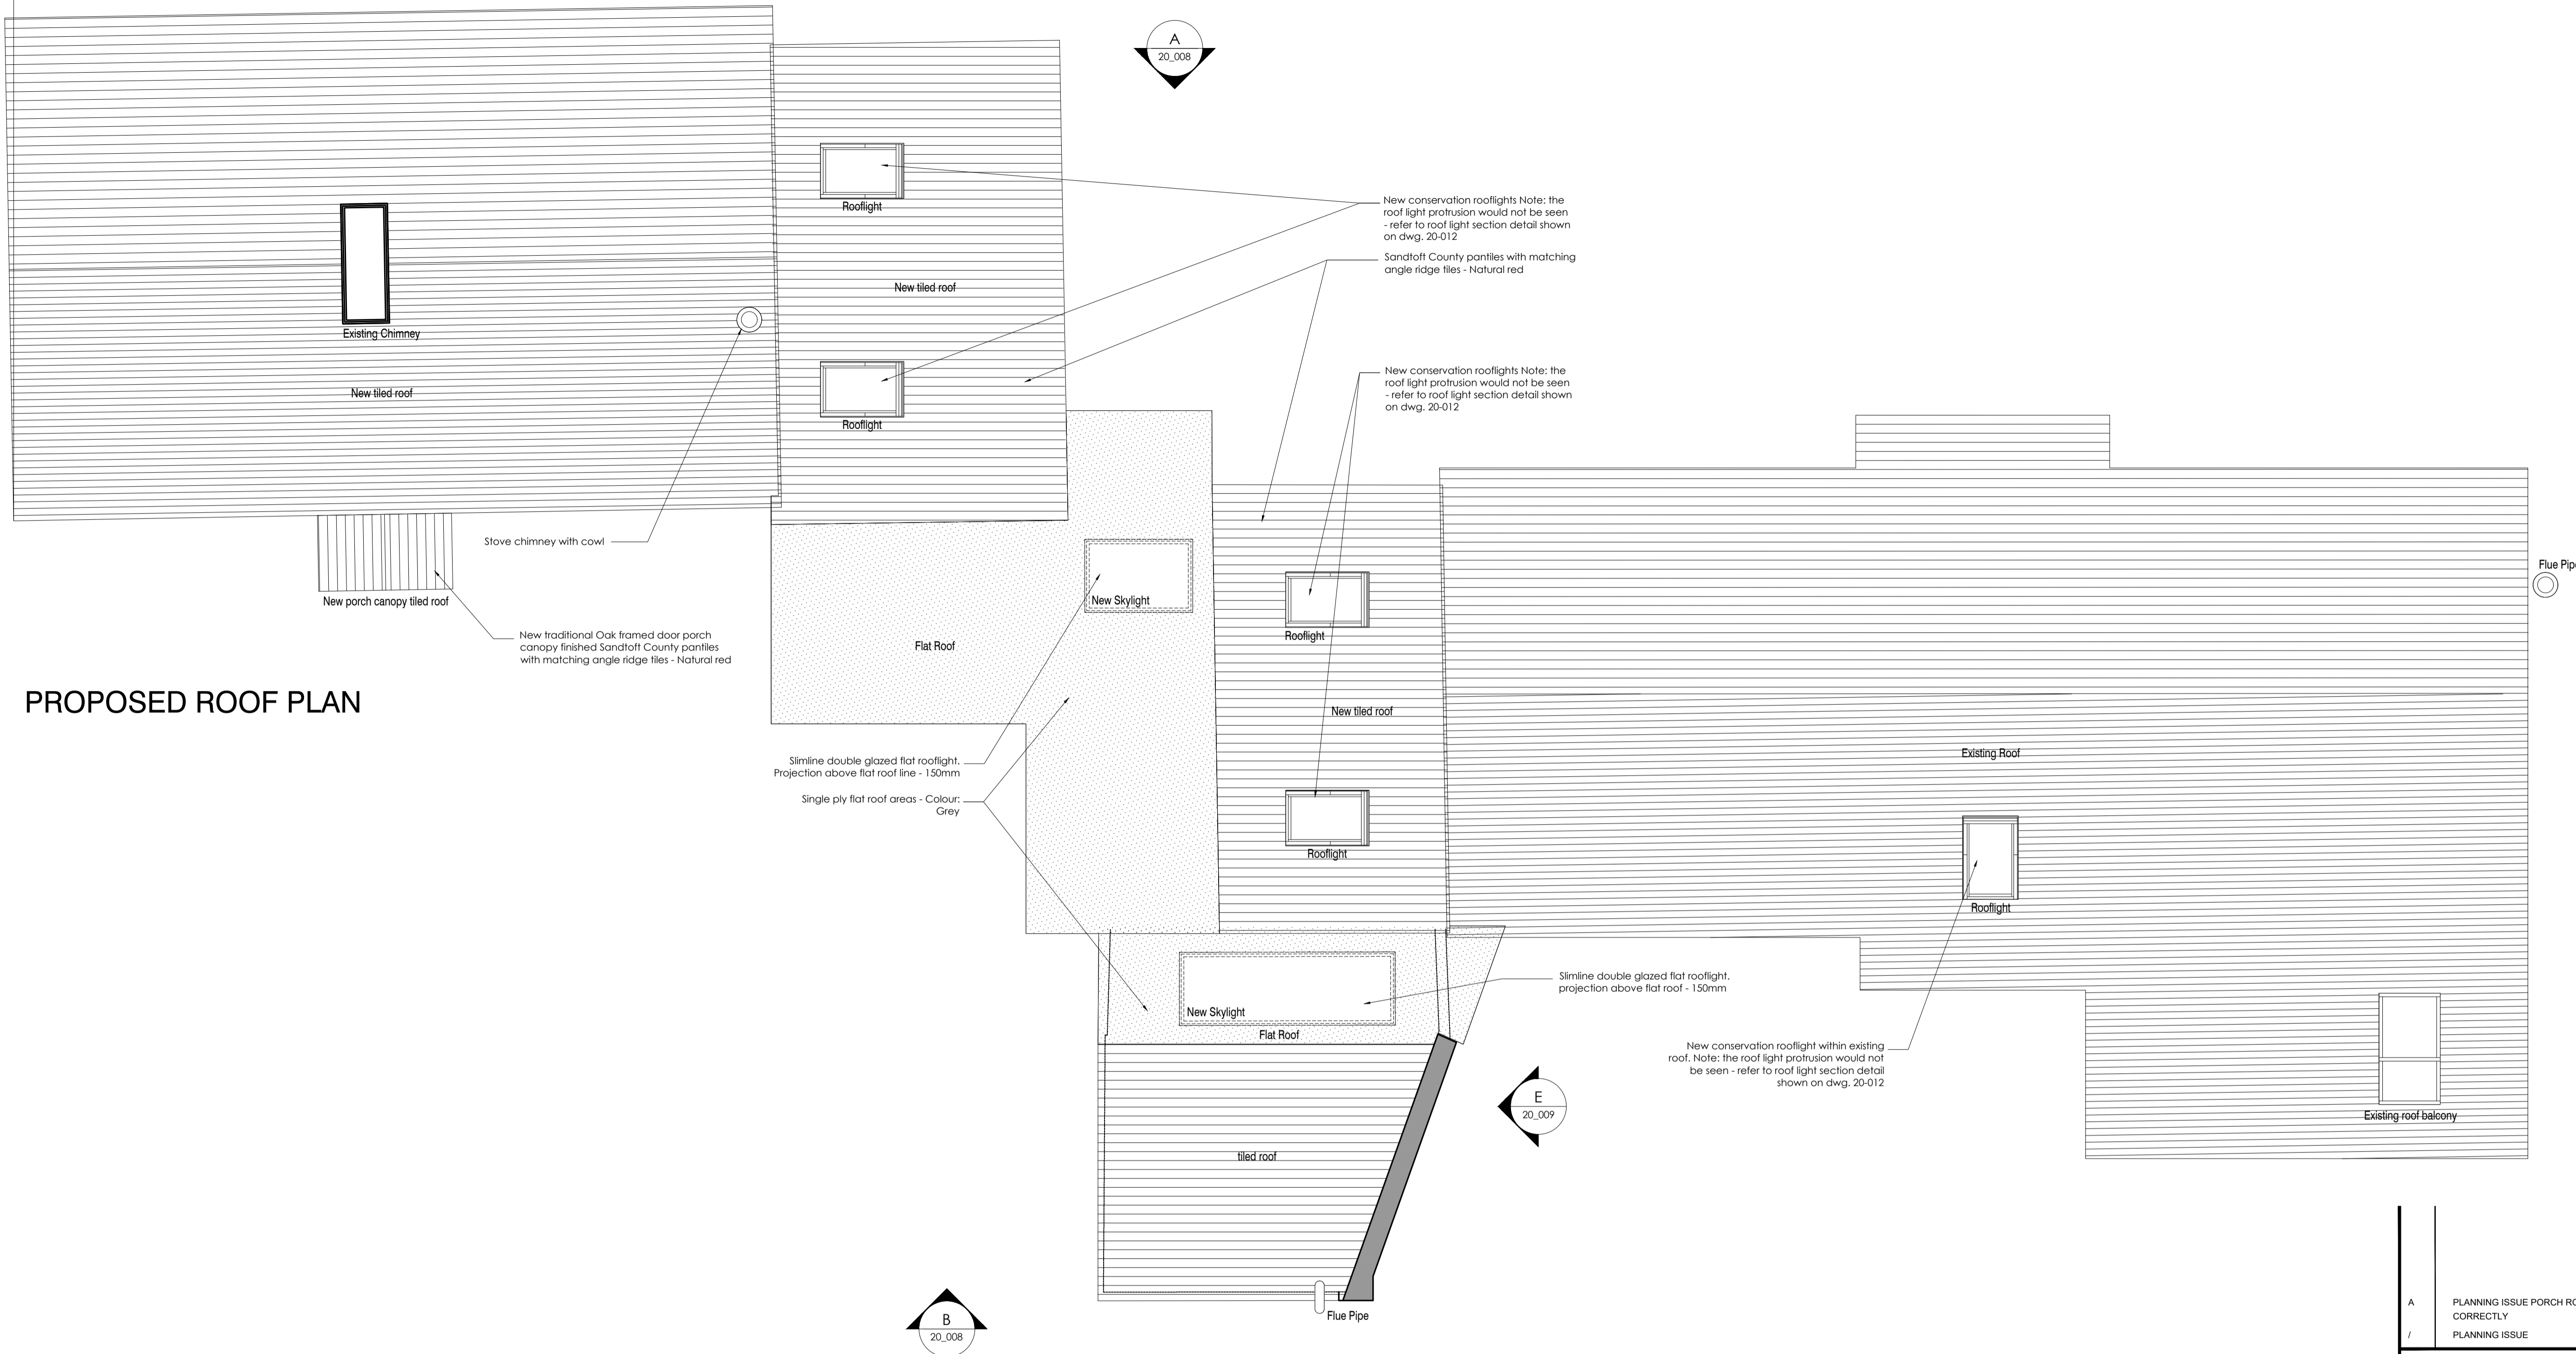 A
20_008
Rooflight
New conservation rooflights Note: the
roof light protrusion would not be seen
- refer to roof light section detail shown
on dwg. 20-012
Sandtoft County pantiles with matching
angle ridge tiles - Natural red
New tiled roof
Existing Chimney
New tiled roof
Rooflight
New conservation rooflights Note: the
roof light protrusion would not be seen
- refer to roof light section detail shown
on dwg. 20-012
Stove chimney with cowl
New porch canopy tiled roof
New traditional Oak framed door porch
canopy finished Sandtoft County pantiles
with matching angle ridge tiles - Natural red
PROPOSED ROOF PLAN
New Skylight
Flat Roof
Rooflight
Flue Pipe
New tiled roof
Slimline double glazed flat rooflight.
Projection above flat roof line - 150mm
Single ply flat roof areas - Colour:
Grey
Existing Roof
Rooflight
Rooflight
Slimline double glazed flat rooflight.
projection above flat roof - 150mm
New Skylight
Flat Roof
New conservation rooflight within existing
roof. Note: the roof light protrusion would not
be seen - refer to roof light section detail
shown on dwg. 20-012
E
20_009
Existing roof balcony
tiled roof
Flue Pipe
B
20_008
A PLANNING ISSUE PORCH
CORRECTLY
/ PLANNING ISSUE